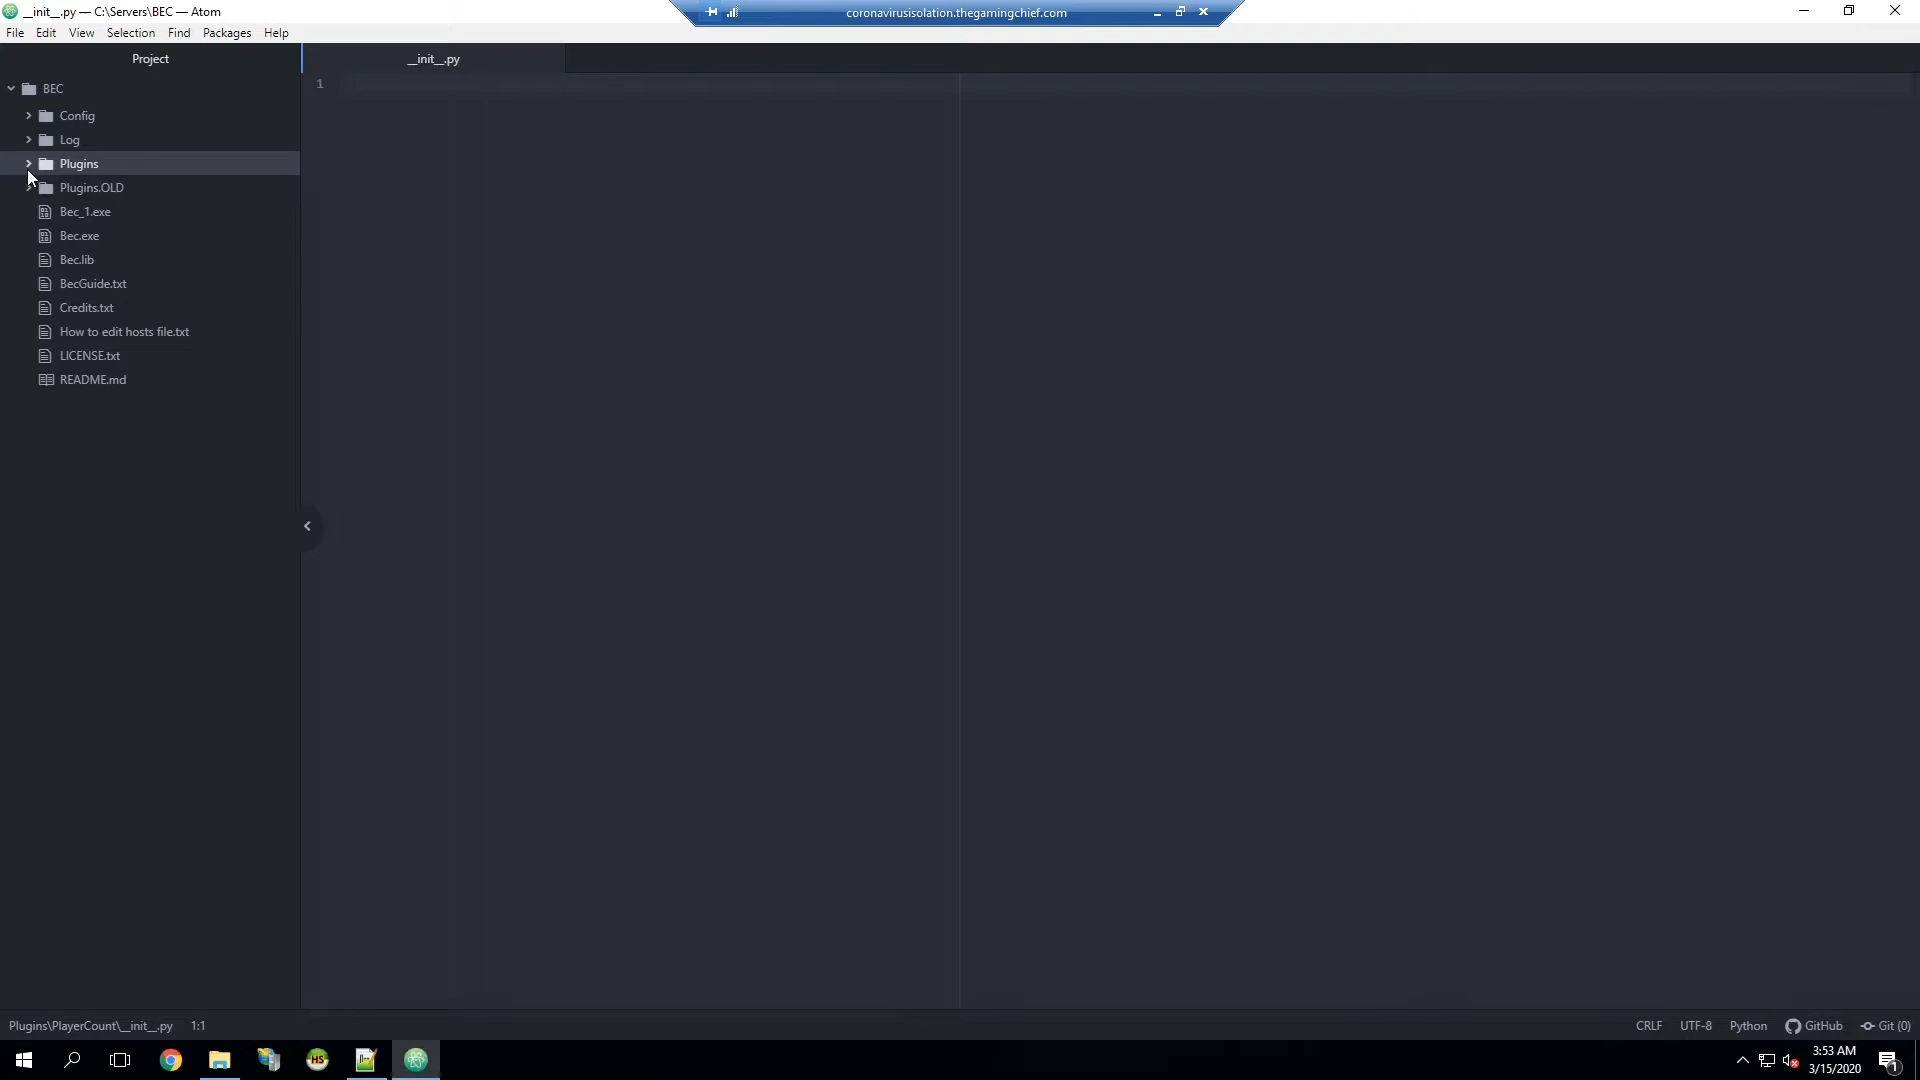 __init__.py — C:\Servers\BEC — Atom
coronavirusisolation.thegamingchief.com
File Edit View Selection Find Packages Help
Project
__init__.py
1
BEC
Config
Log
Plugins
Plugins.OLD
Bec_1.exe
Bec.exe
Bec.lib
BecGuide.txt
Credits.txt
How to edit hosts file.txt
LICENSE.txt
README.md
Plugins\PlayerCount\__init__.py 1:1
CRLF UTF-8 Python GitHub Git (0)
HS
3:53 AM
3/15/2020
1